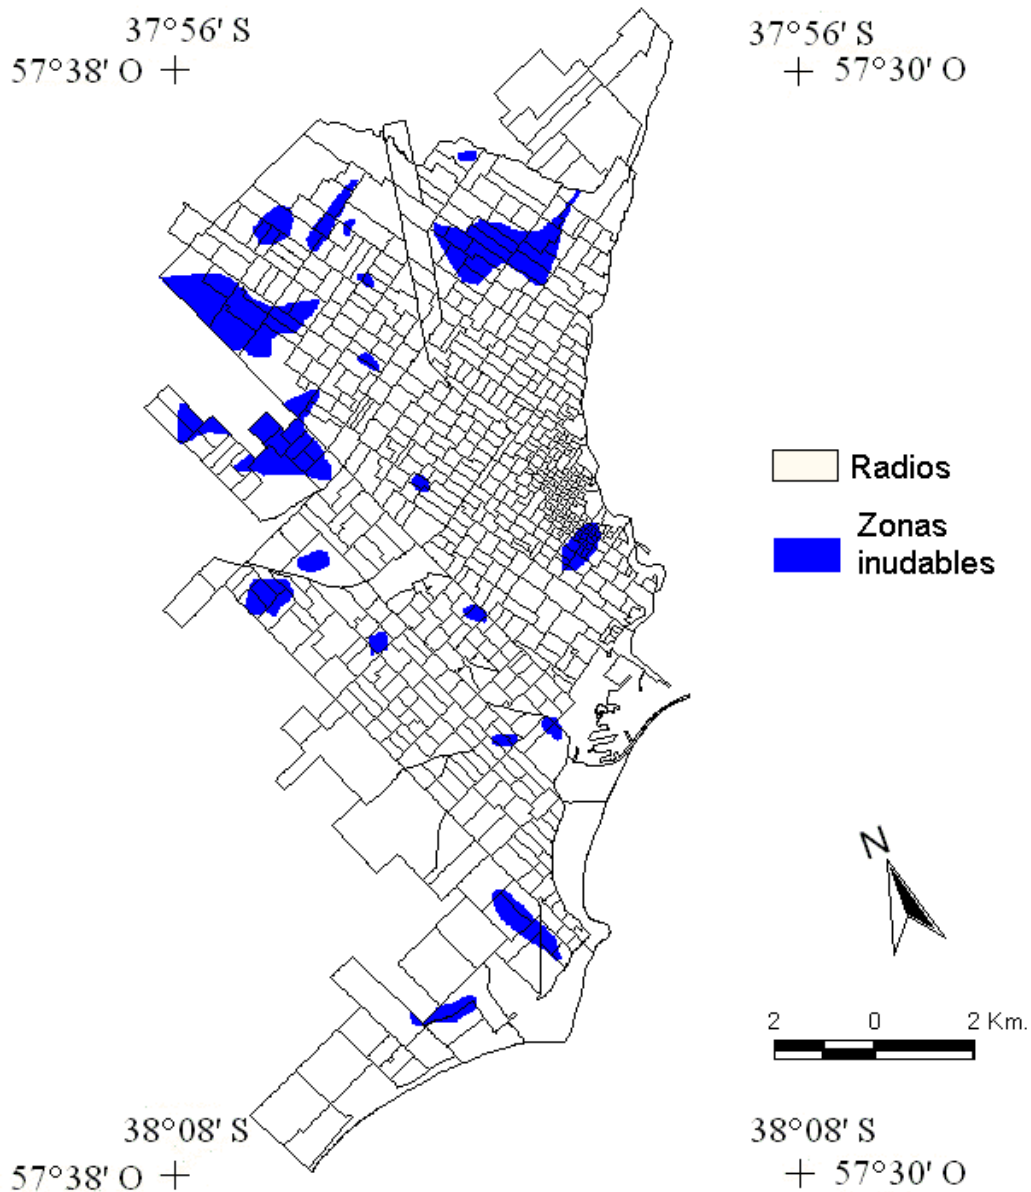 37°56' S
57°38' O
37°56' S
57°30' O
Radios
Zonas
inudables
N
2 0 2 Km.
38°08' S
57°38' O
38°08' S
57°30' O